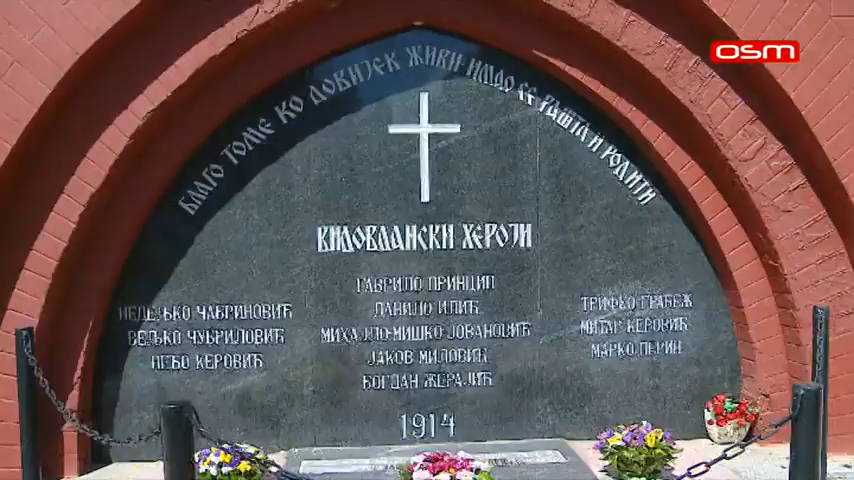 БЛАГО ТОМЕ КО ДОВИЈЕК ЖИВИ ИМАО СЕ РАШТА И РОДИТИ
ВИДОВДАНСКИ ХЕРОЈИ
НЕДЕЉКО ЧАБРИНОВИЋ
ВЕЉКО ЧУБРИЛОВИЋ
НЕЂО КЕРОВИЋ
ГАВРИЛО ПРИНЦИП
ДАНИЛО ИЛИЋ
МИХАЈЛО-МИШКО ЈОВАНОВИЋ
ЈАКОВ МИЛОВИЋ
БОГДАН ЖЕРАЈИЋ
ТРИФКО ГРАБЕЖ
МИТАР КЕРОВИЋ
МАРКО ПЕРИН
1914
OSM